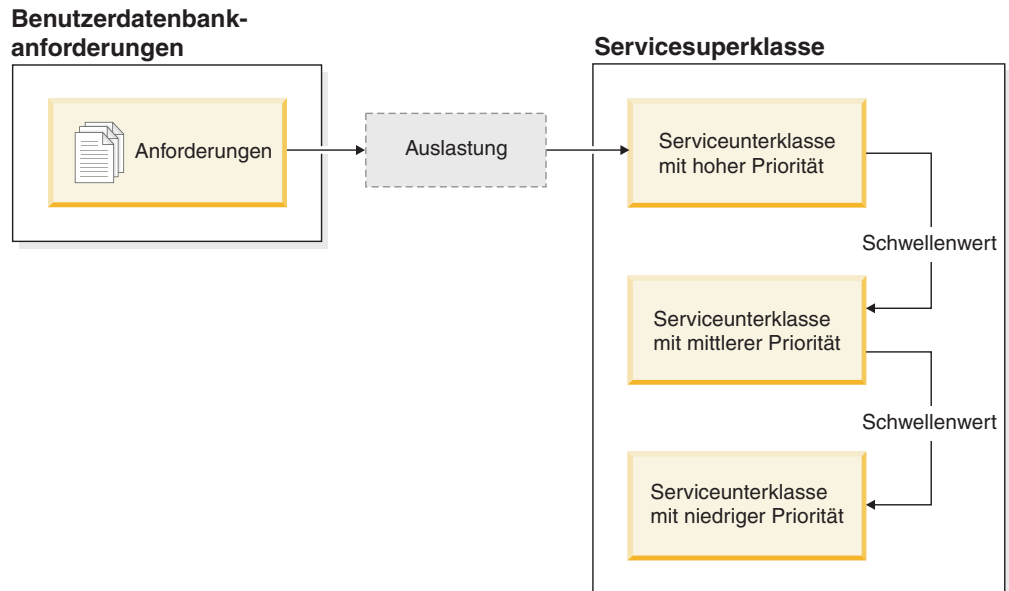 Benutzerdatenbank-
anforderungen
Anforderungen
Auslastung
Servicesuperklasse
Serviceunterklasse
mit hoher Priorität
Schwellenwert
Serviceunterklasse
mit mittlerer Priorität
Schwellenwert
Serviceunterklasse
mit niedriger Priorität